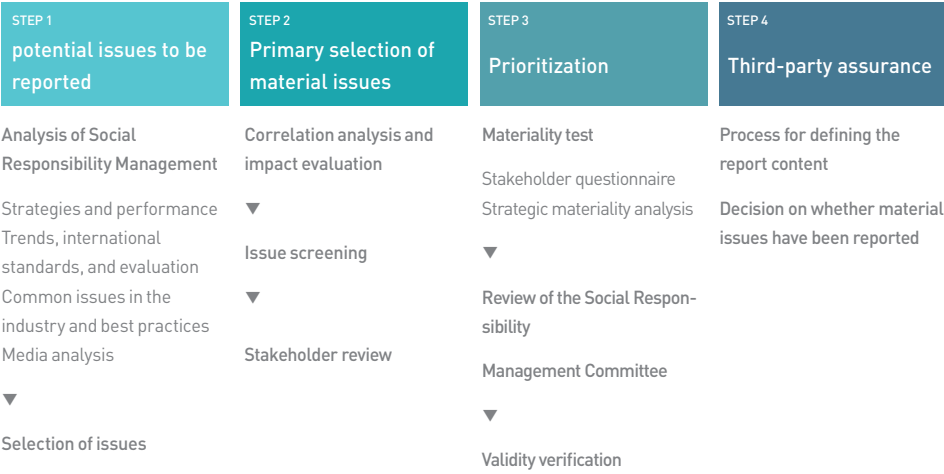 STEP 1
potential issues to be
reported
Analysis of Social
Responsibility Management
Strategies and performance
Trends, international
standards, and evaluation
Common issues in the
industry and best practices
Media analysis
▼
Selection of issues
STEP 2
Primary selection of
material issues
Correlation analysis and
impact evaluation
▼
Issue screening
▼
Stakeholder review
STEP 3
Prioritization
Materiality test
Stakeholder questionnaire
Strategic materiality analysis
▼
Review of the Social Respon-
sibility
Management Committee
▼
Validity verification
STEP 4
Third-party assurance
Process for defining the
report content
Decision on whether material
issues have been reported